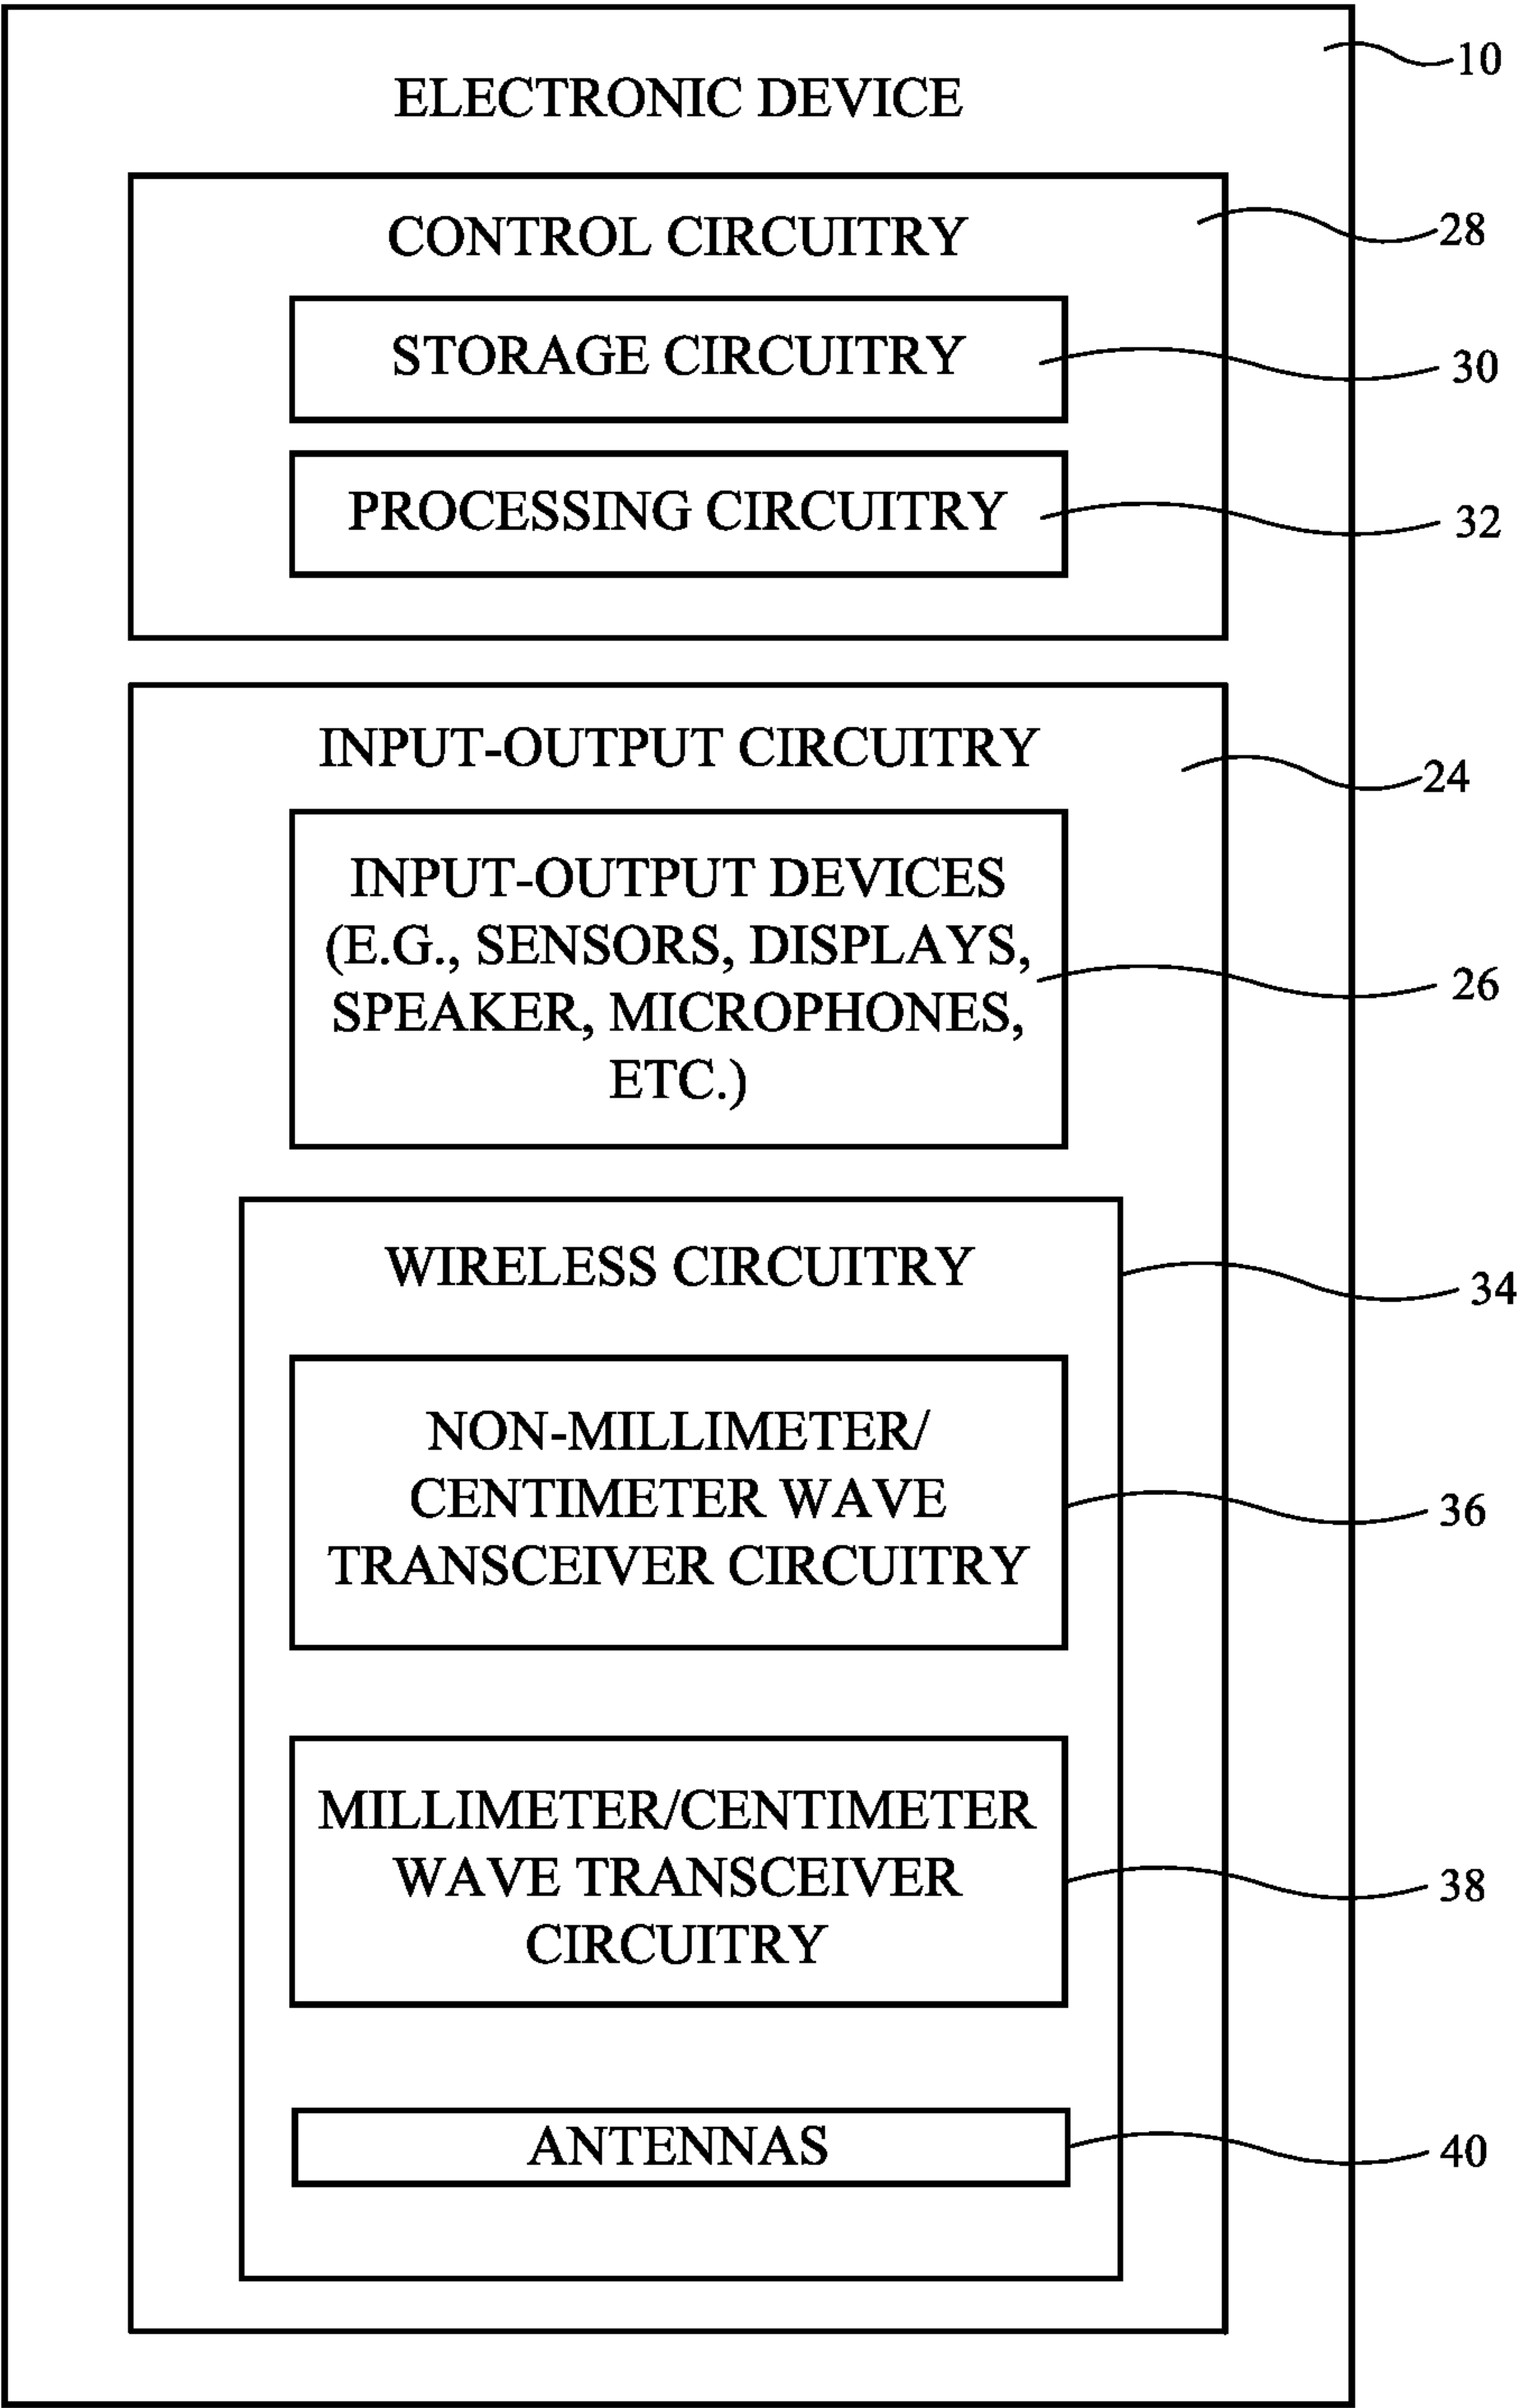 ELECTRONIC DEVICE
10
CONTROL CIRCUITRY
28
STORAGE CIRCUITRY
30
PROCESSING CIRCUITRY
32
INPUT-OUTPUT CIRCUITRY
24
INPUT-OUTPUT DEVICES
(E.G., SENSORS, DISPLAYS,
SPEAKER, MICROPHONES,
ETC.)
26
WIRELESS CIRCUITRY
34
NON-MILLIMETER/
CENTIMETER WAVE
TRANSCEIVER CIRCUITRY
36
MILLIMETER/CENTIMETER
WAVE TRANSCEIVER
CIRCUITRY
38
ANTENNAS
40